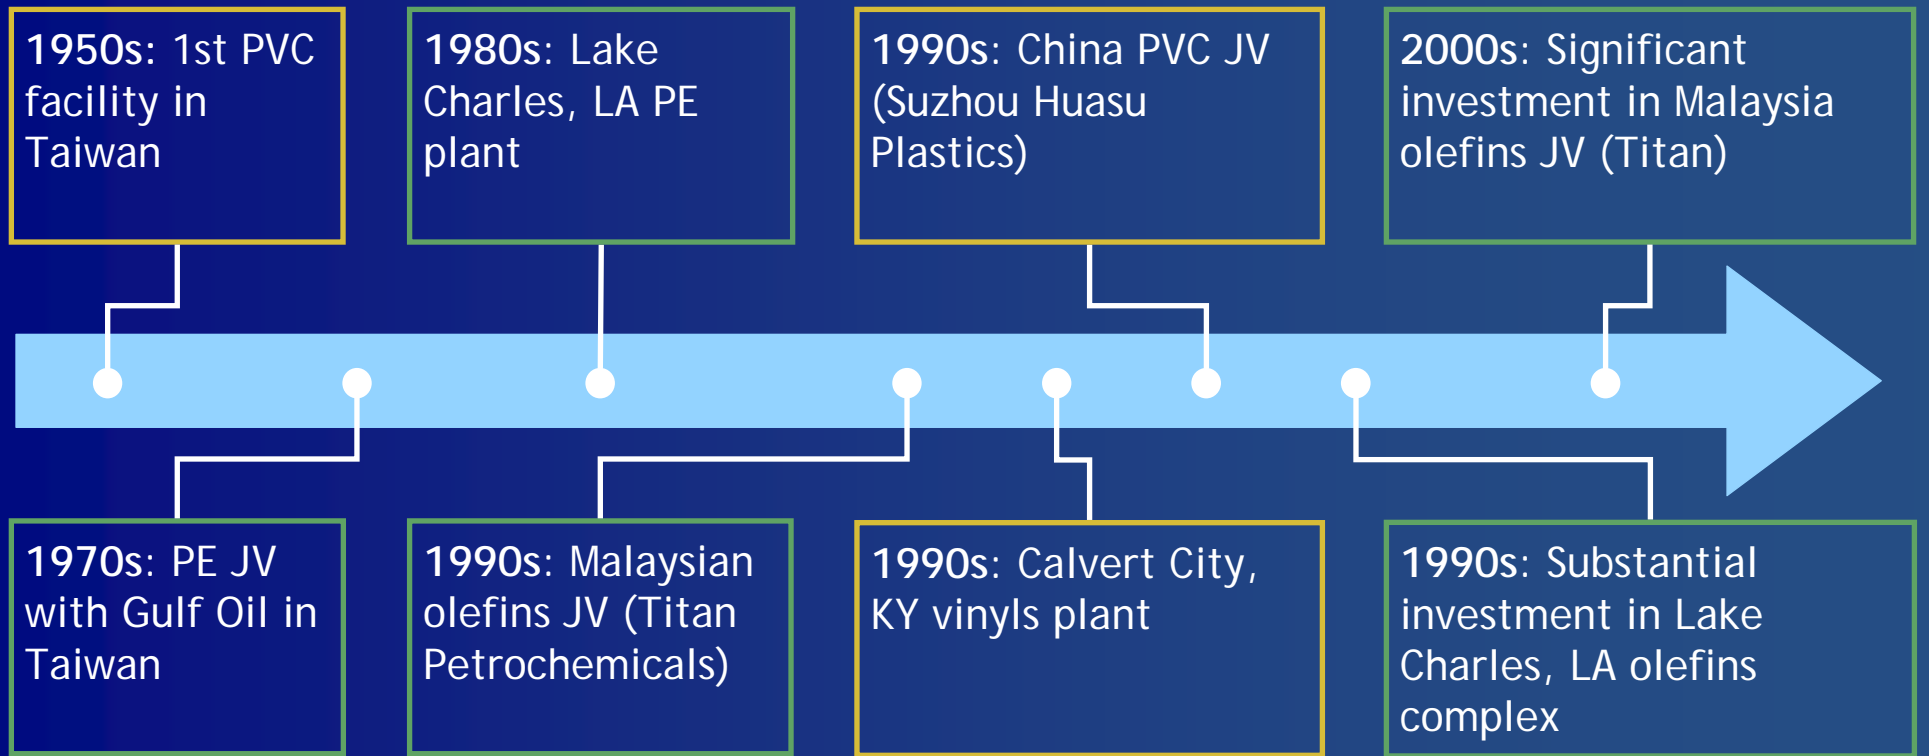 1950s: 1st PVC
facility in
Taiwan
1980s: Lake
Charles, LA PE
plant
1990s: China PVC JV
(Suzhou Huasu
Plastics)
2000s: Significant
investment in Malaysia
olefins JV (Titan)
1970s: PE JV
with Gulf Oil in
Taiwan
1990s: Malaysian
olefins JV (Titan
Petrochemicals)
1990s: Calvert City,
KY vinyls plant
1990s: Substantial
investment in Lake
Charles, LA olefins
complex